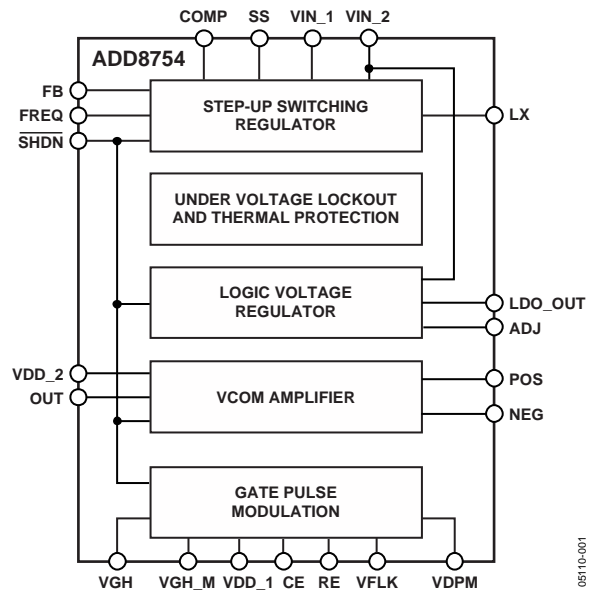 COMP SS VIN_1 VIN_2
ADD8754
FB
FREQ
SHDN
STEP-UP SWITCHING
REGULATOR
LX
UNDER VOLTAGE LOCKOUT
AND THERMAL PROTECTION
LOGIC VOLTAGE
REGULATOR
LDO_OUT
ADJ
VDD_2
OUT
VCOM AMPLIFIER
POS
NEG
GATE PULSE
MODULATION
VGH VGH_M VDD_1 CE RE VFLK VDPM
05110-001